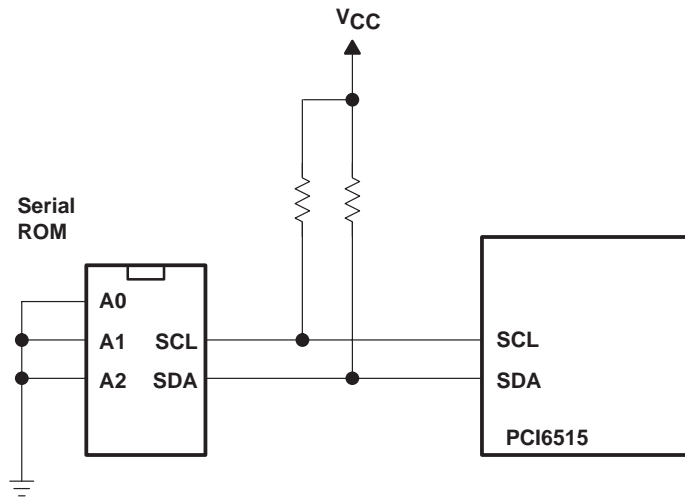 VCC
Serial
ROM
A0
A1 SCL
A2 SDA
SCL
SDA
PCI6515